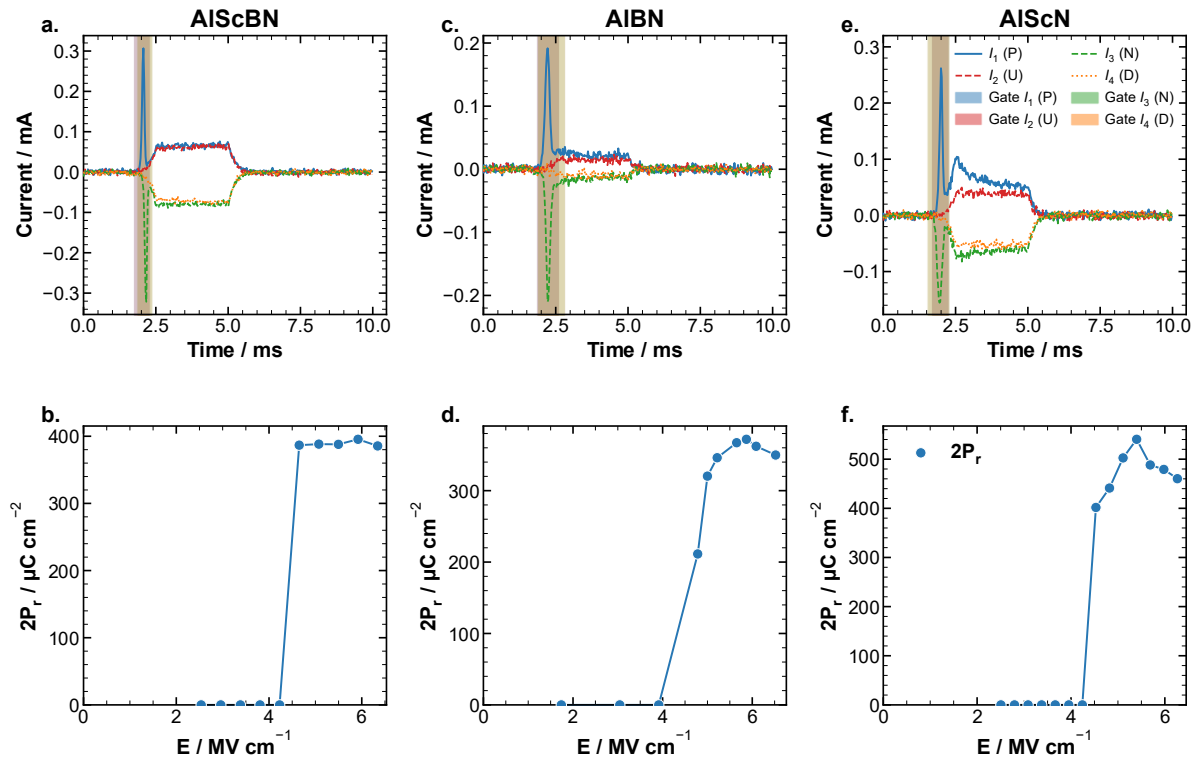 a.
AlScBN
Current / mA
0.3
0.2
0.1
0.0
−0.1
−0.2
−0.3
0.0 2.5 5.0 7.5 10.0
Time / ms
c.
AlBN
Current / mA
0.2
0.1
0.0
−0.1
−0.2
0.0 2.5 5.0 7.5 10.0
Time / ms
e.
AlScN
Current / mA
0.3
0.2
0.1
0.0
−0.1
I₁ (P)
I₂ (U)
Gate I₁ (P)
Gate I₂ (U)
I₃ (N)
I₄ (D)
Gate I₃ (N)
Gate I₄ (D)
0.0 2.5 5.0 7.5 10.0
Time / ms
b.
2Pᵣ / µC cm⁻²
400
300
200
100
0
0 2 4 6
E / MV cm⁻¹
d.
2Pᵣ / µC cm⁻²
300
200
100
0
0 2 4 6
E / MV cm⁻¹
f.
2Pᵣ / µC cm⁻²
500
400
300
200
100
0
2Pᵣ
0 2 4 6
E / MV cm⁻¹